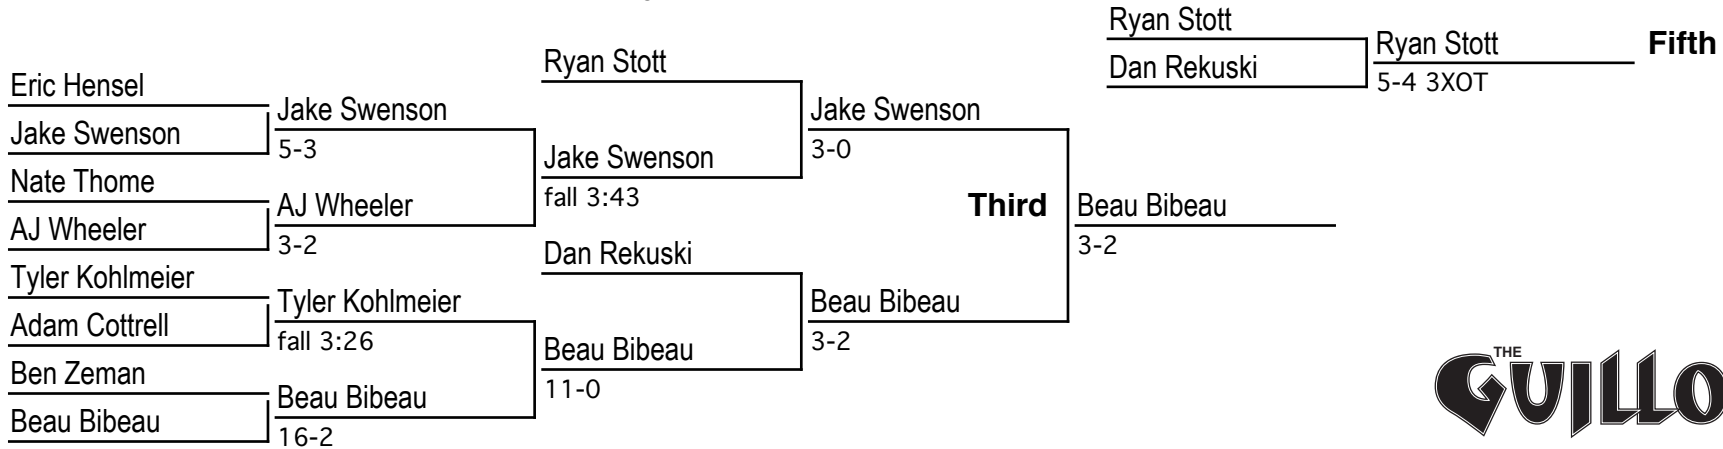 Ryan Stott
Dan Rekuski
Ryan Stott
5-4 3XOT
Fifth
Eric Hensel
Jake Swenson
Nate Thome
AJ Wheeler
Tyler Kohlmeier
Adam Cottrell
Ben Zeman
Beau Bibeau
Jake Swenson
5-3
AJ Wheeler
3-2
Tyler Kohlmeier
fall 3:26
Beau Bibeau
16-2
Ryan Stott
Jake Swenson
fall 3:43
Dan Rekuski
Beau Bibeau
11-0
Jake Swenson
3-0
Beau Bibeau
3-2
Third
Beau Bibeau
3-2
THE
GUILLO